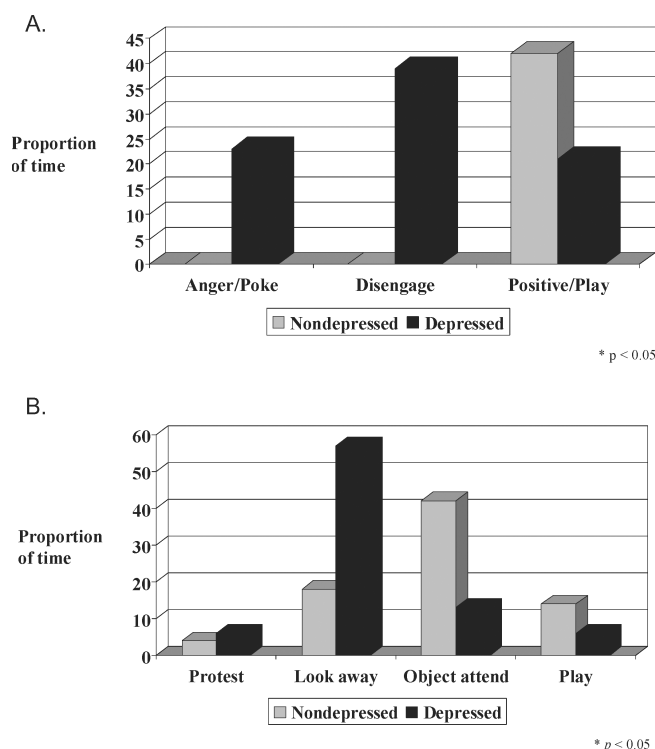 A.
45
40
35
30
25
20
15
10
5
0
Proportion
of time
Anger/Poke Disengage Positive/Play
Nondepressed Depressed
* p < 0.05
B.
60
50
40
30
20
10
0
Proportion
of time
Protest Look away Object attend Play
Nondepressed Depressed
* p < 0.05